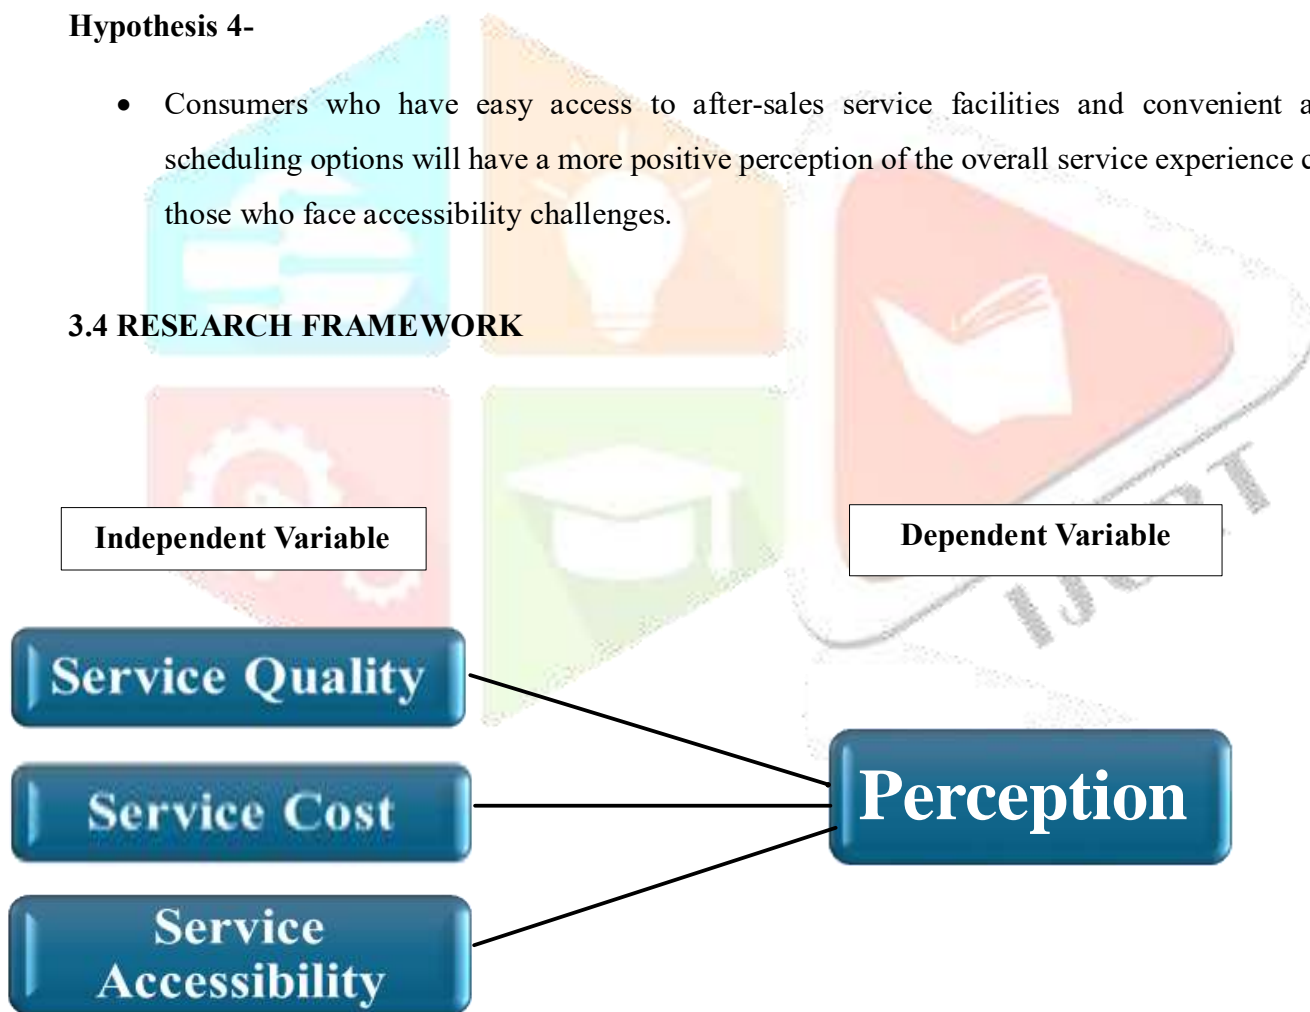 Hypothesis 4-
• Consumers who have easy access to after-sales service facilities and convenient
scheduling options will have a more positive perception of the overall service experience
those who face accessibility challenges.
3.4 RESEARCH FRAMEWORK
Independent Variable
Dependent Variable
Service Quality
Service Cost
Service
Accessibility
Perception
IJCRT